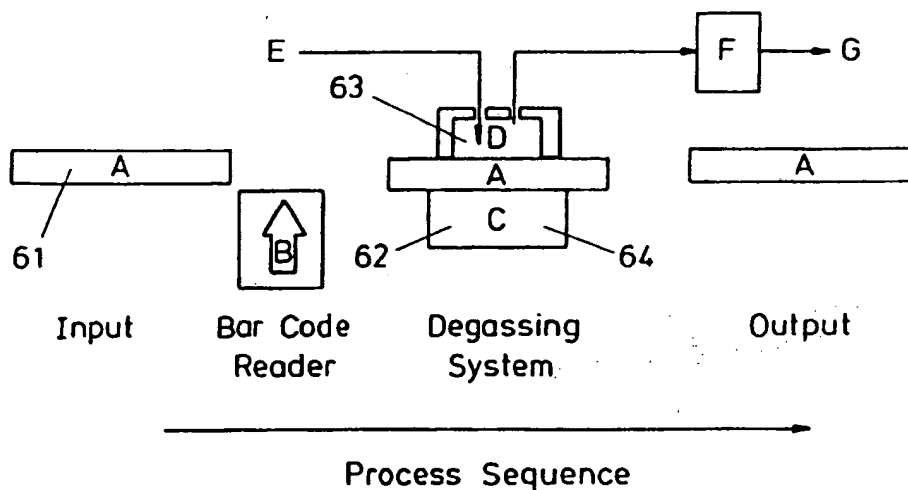 E
F
G
63
D
A
A
A
61
B
62
C
64
Input
Bar Code
Reader
Degassing
System
Output
Process Sequence